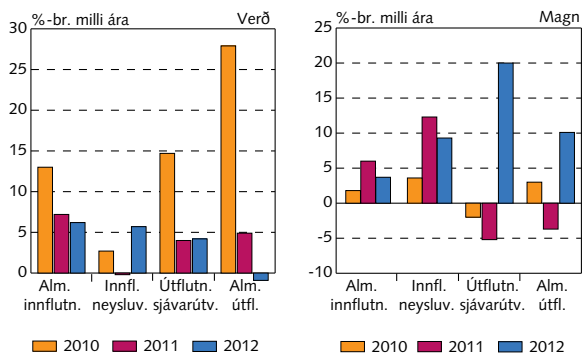 %-br. milli ára Verð
30
25
20
15
10
5
0
Alm. innflutn.
Innfl. neysluv.
Útflutn. sjávarútv.
Alm. útfl.
2010 2011 2012
%-br. milli ára Magn
25
20
15
10
5
0
-5
-10
Alm. innflutn.
Innfl. neysluv.
Útflutn. sjávarútv.
Alm. útfl.
2010 2011 2012